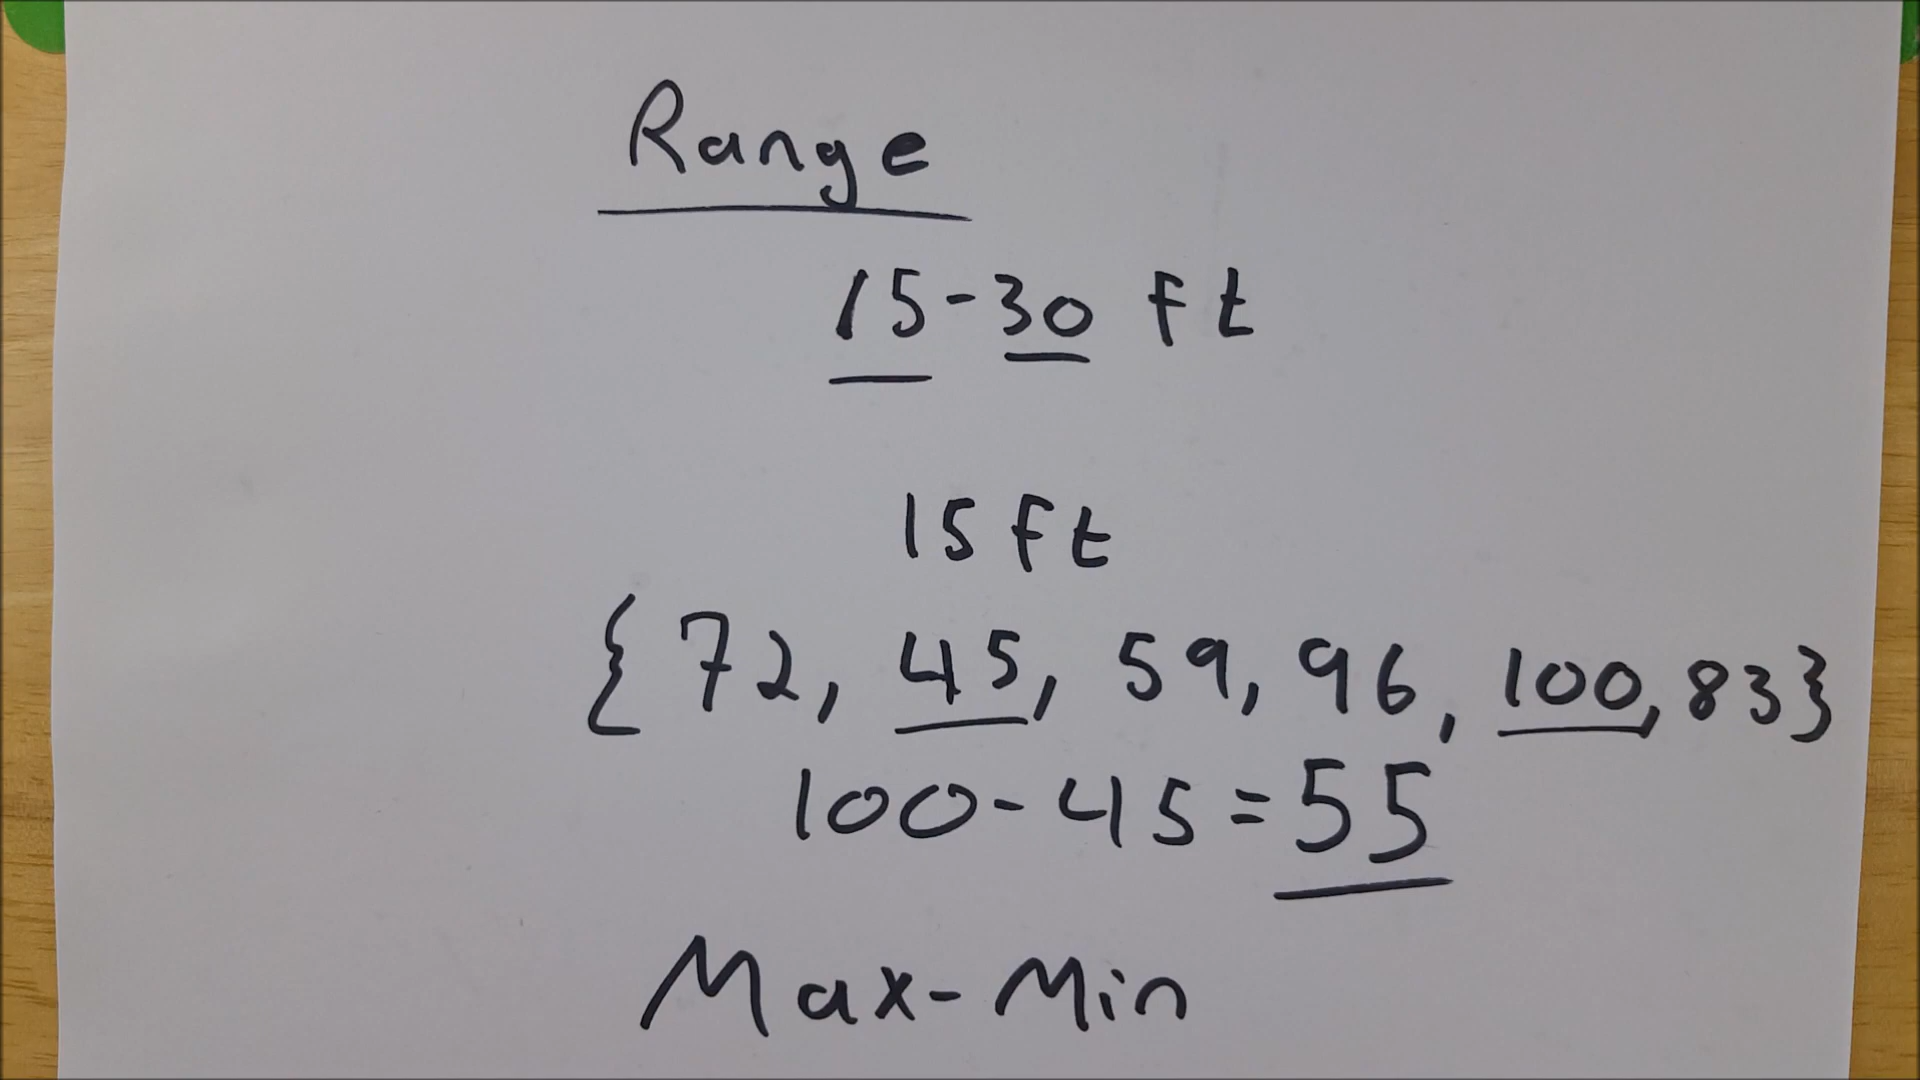 Range
15-30 ft
15 ft
{72, 45, 59, 96, 100, 83}
100-45=55
Max-Min